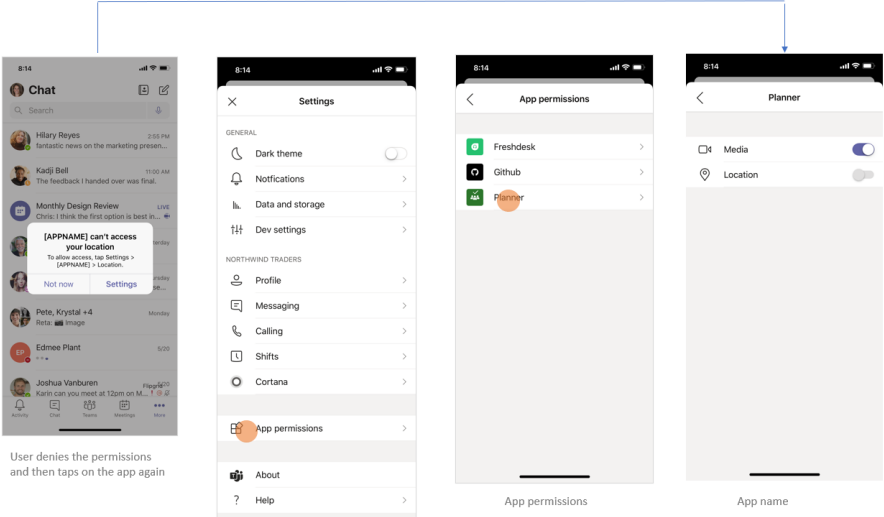 8:14
Chat
Search
Hilary Reyes 2:55 PM
fantastic news on the marketing presen...
Kadji Bell 11:00 AM
The feedback I handed over was final.
Monthly Design Review LIVE
Chris: I think the first option is best in...
[APPNAME] can't access
your location
To allow access, tap Settings >
[APPNAME] > Location.
Not now Settings
Pete, Krystal +4 Monday
Reta: Image
EP
Edmee Plant 5/20
Joshua Vanburen 5/20
Flipgrid
Karin can you meet at 12pm on M...
Activity Chat Teams Meetings More
User denies the permissions
and then taps on the app again
8:14
Settings
GENERAL
Dark theme
Notfications
Data and storage
Dev settings
NORTHWIND TRADERS
Profile
Messaging
Calling
Shifts
Cortana
App permissions
About
? Help
8:14
App permissions
Freshdesk
Github
Planner
App permissions
8:14
Planner
Media
Location
App name